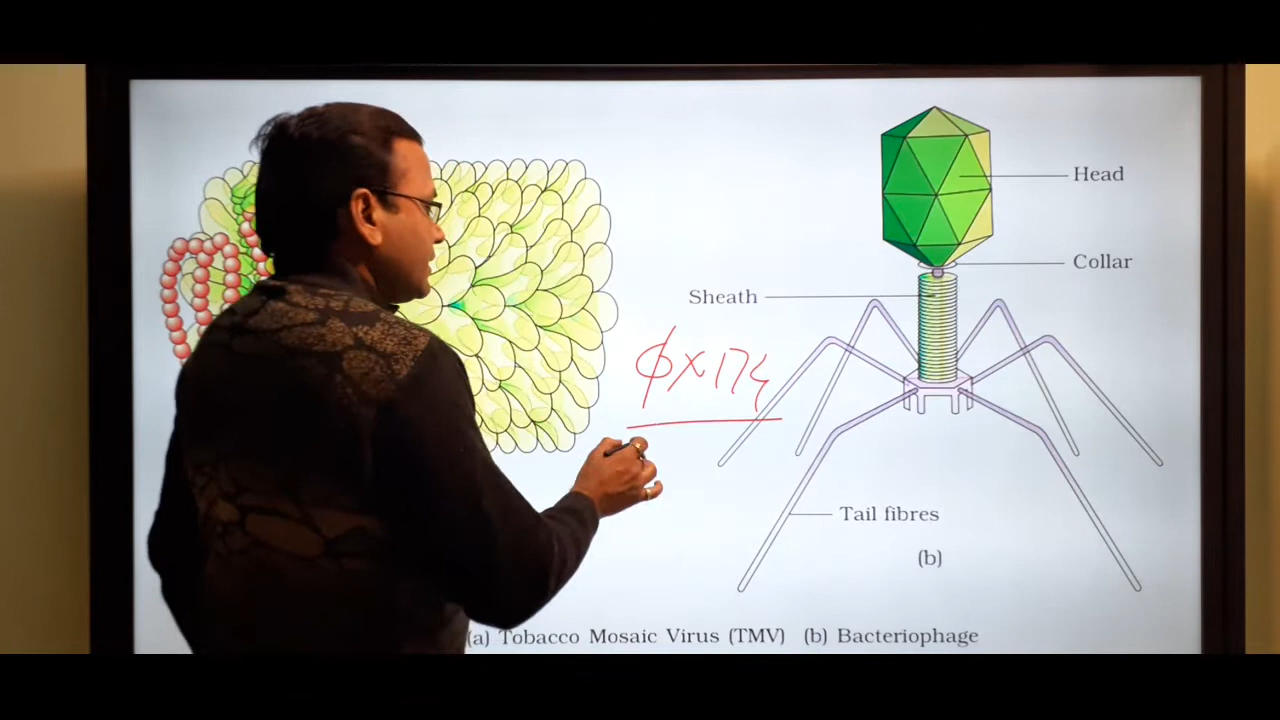 Head
Collar
Sheath
φX174
Tail fibres
(b)
(a) Tobacco Mosaic Virus (TMV) (b) Bacteriophage